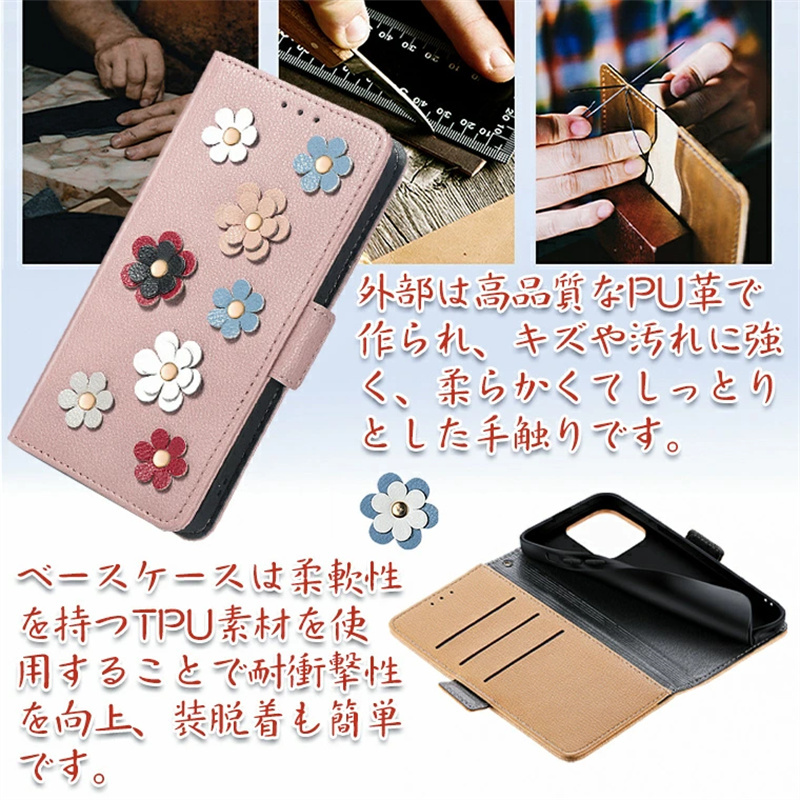 外部は高品質なPU革で
作られ、キズや汚れに強
く、柔らかくてしっとり
とした手触りです。
ベースケースは柔軟性
を持つTPU素材を使
用することで耐衝撃性
を向上、装脱着も簡単
です。